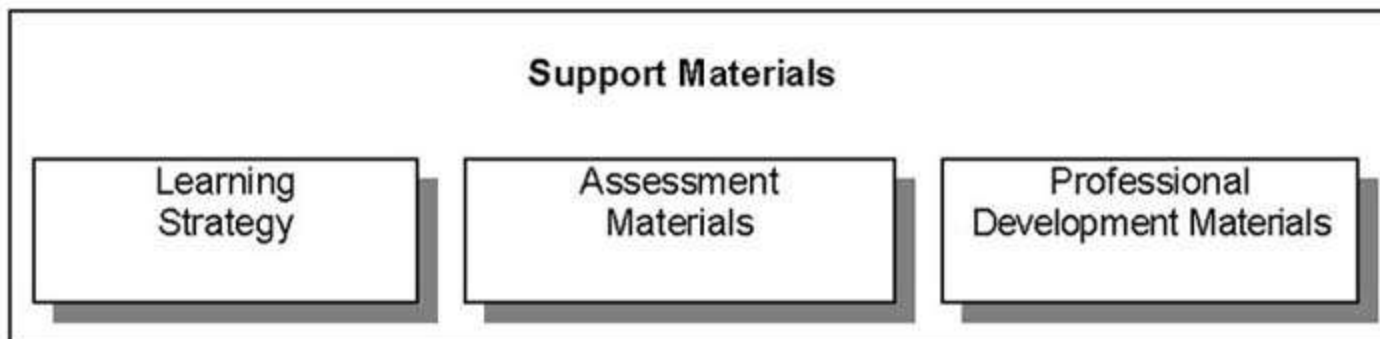 Support Materials
Learning
Strategy
Assessment
Materials
Professional
Development Materials